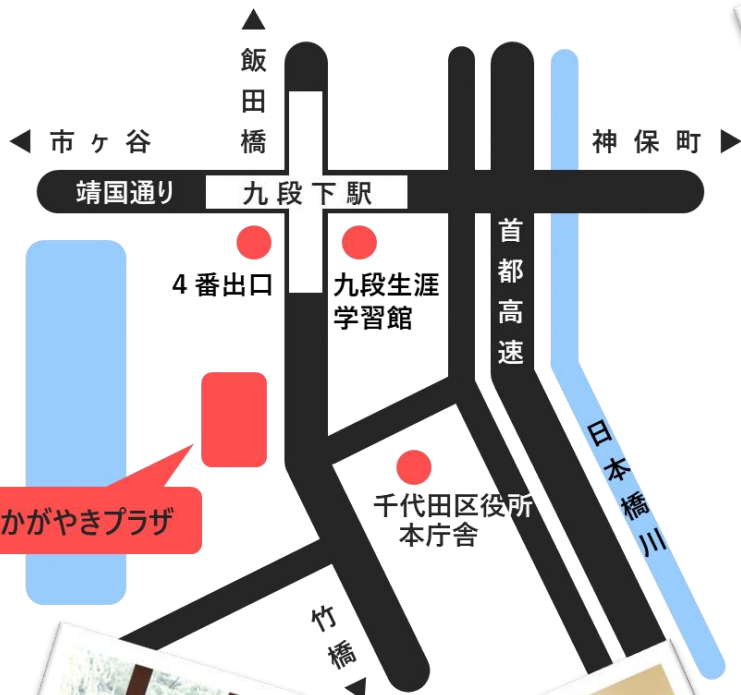 ▲
飯田橋
◀ 市ヶ谷
神保町 ▶
靖国通り
九段下駅
首都高速
4番出口
九段生涯
学習館
日本橋川
かがやきプラザ
千代田区役所
本庁舎
竹橋